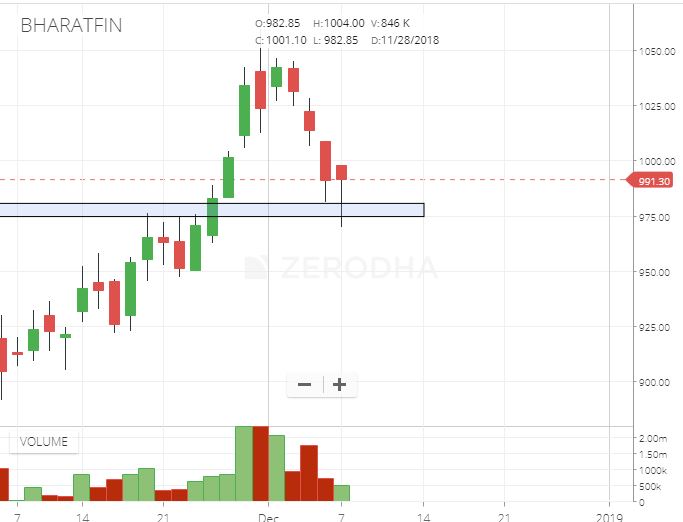 BHARATFIN
O:982.85 H:1004.00 V:846 K
C:1001.10 L: 982.85 D:11/28/2018
1050.00
1025.00
1000.00
991.30
975.00
950.00
925.00
900.00
ZERODHA
VOLUME
2.00m
1.50m
1000k
500k
0
7 14 21 Dec 7 14 21 2019